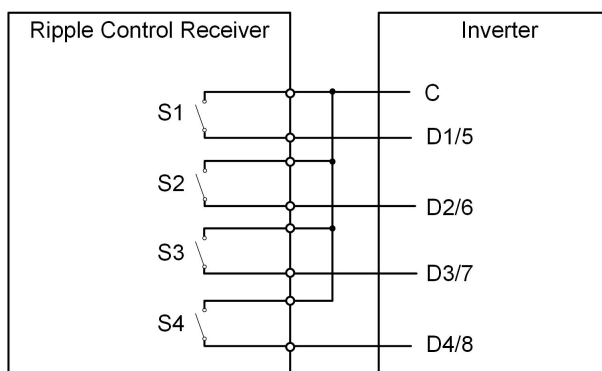 Ripple Control Receiver
Inverter
C
S1
D1/5
S2
D2/6
S3
D3/7
S4
D4/8